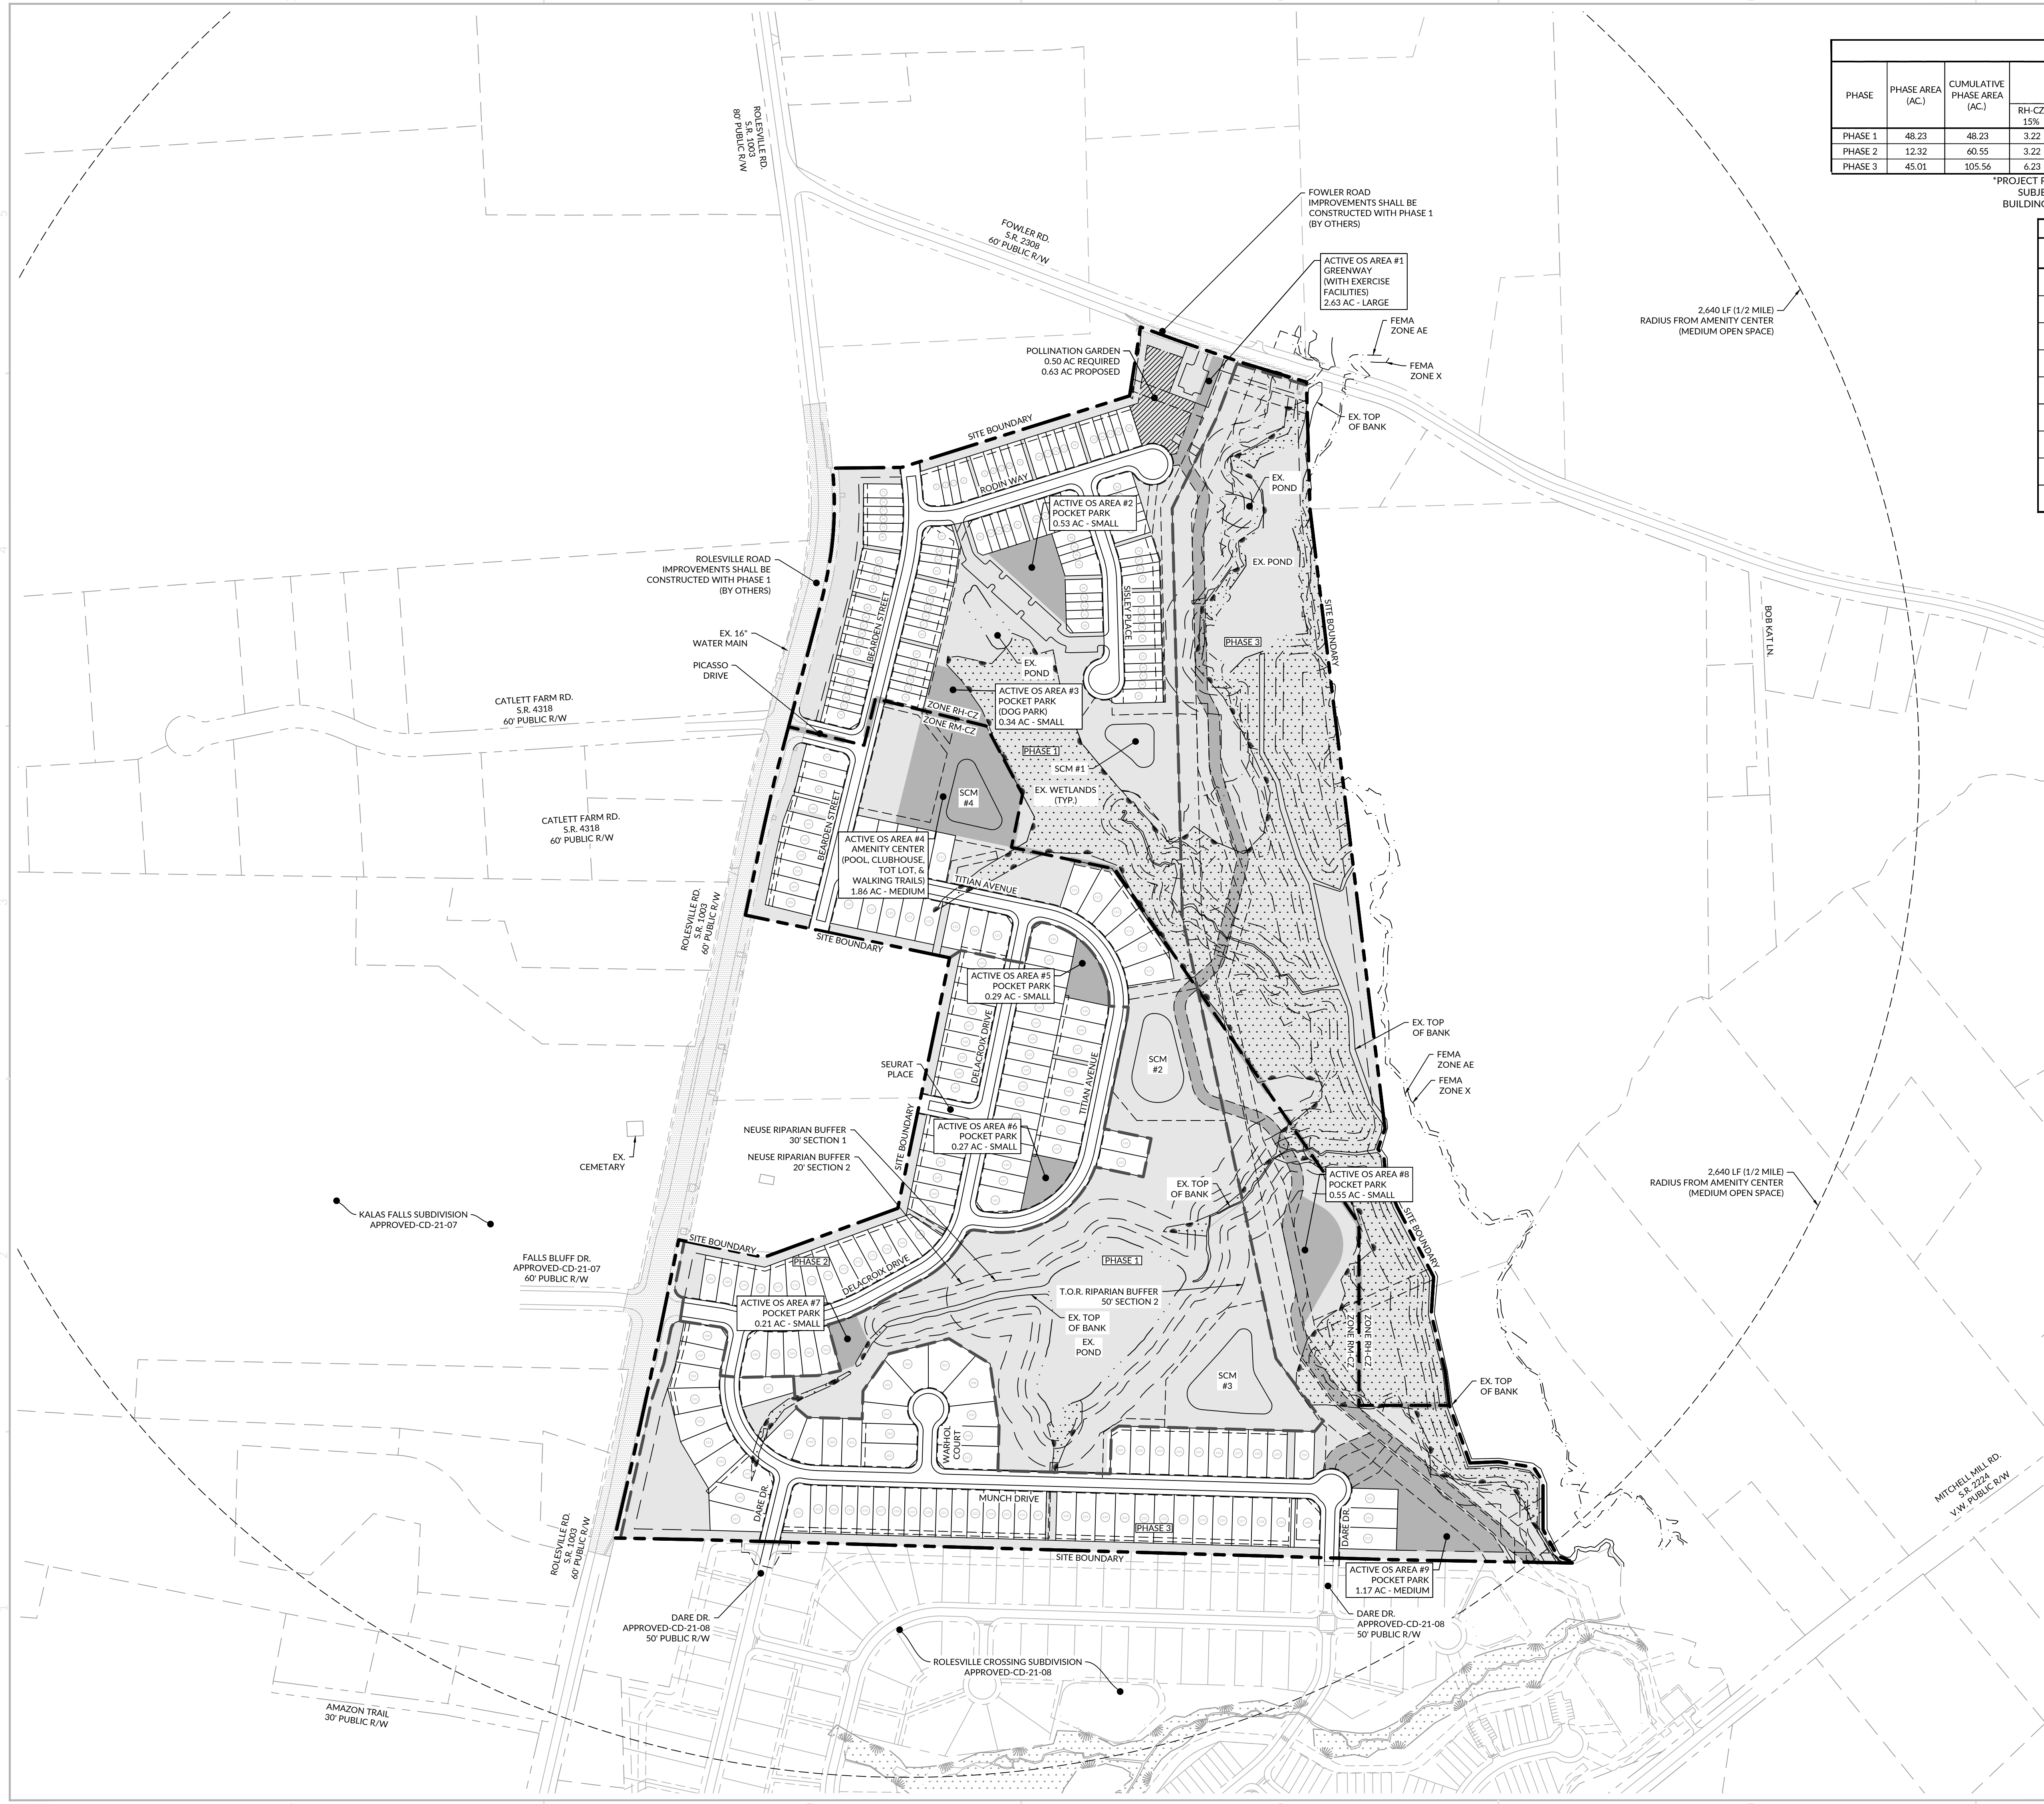 PHASE
PHASE AREA
(AC.)
CUMULATIVE
PHASE AREA
(AC.)
RH-CZ
15%
PHASE 1 48.23 48.23 3.22
PHASE 2 12.32 60.55 3.22
PHASE 3 45.01 105.56 6.23
*PROJECT
SUBJE
BUILDING
ROLESVILLE RD.
S.R. 1003
80' PUBLIC R/W
FOWLER ROAD
IMPROVEMENTS SHALL BE
CONSTRUCTED WITH PHASE 1
(BY OTHERS)
FOWLER RD.
S.R. 2308
60' PUBLIC R/W
ACTIVE OS AREA #1
GREENWAY
(WITH EXERCISE
FACILITIES)
2.63 AC - LARGE
2,640 LF (1/2 MILE)
RADIUS FROM AMENITY CENTER
(MEDIUM OPEN SPACE)
FEMA
ZONE AE
FEMA
ZONE X
POLLINATION GARDEN
0.50 AC REQUIRED
0.63 AC PROPOSED
EX. TOP
OF BANK
SITE BOUNDARY
RODIN WAY
EX.
POND
ACTIVE OS AREA #2
POCKET PARK
0.53 AC - SMALL
ROLESVILLE ROAD
IMPROVEMENTS SHALL BE
CONSTRUCTED WITH PHASE 1
(BY OTHERS)
EX. POND
BEARDEN STREET
SISLEY PLACE
SITE BOUNDARY
BOB KAT LN.
EX. 16"
WATER MAIN
PHASE 3
PICASSO
DRIVE
EX.
POND
ACTIVE OS AREA #3
POCKET PARK
(DOG PARK)
0.34 AC - SMALL
CATLETT FARM RD.
S.R. 4318
60' PUBLIC R/W
ZONE RH-CZ
ZONE RM-CZ
PHASE 1
SCM #1
SCM
#4
EX. WETLANDS
(TYP.)
CATLETT FARM RD.
S.R. 4318
60' PUBLIC R/W
BEARDEN STREET
ACTIVE OS AREA #4
AMENITY CENTER
(POOL, CLUBHOUSE,
TOT LOT, &
WALKING TRAILS)
1.86 AC - MEDIUM
TITIAN AVENUE
ROLESVILLE RD.
S.R. 1003
60' PUBLIC R/W
SITE BOUNDARY
ACTIVE OS AREA #5
POCKET PARK
0.29 AC - SMALL
EX. TOP
OF BANK
DELACROIX DRIVE
FEMA
ZONE AE
SEURAT
PLACE
SCM
#2
TITIAN AVENUE
FEMA
ZONE X
SITE BOUNDARY
NEUSE RIPARIAN BUFFER
30' SECTION 1
ACTIVE OS AREA #6
POCKET PARK
0.27 AC - SMALL
EX.
CEMETARY
NEUSE RIPARIAN BUFFER
20' SECTION 2
ACTIVE OS AREA #8
POCKET PARK
0.55 AC - SMALL
2,640 LF (1/2 MILE)
RADIUS FROM AMENITY CENTER
(MEDIUM OPEN SPACE)
EX. TOP
OF BANK
KALAS FALLS SUBDIVISION
APPROVED-CD-21-07
SITE BOUNDARY
SITE BOUNDARY
FALLS BLUFF DR.
APPROVED-CD-21-07
60' PUBLIC R/W
PHASE 2
DELACROIX DRIVE
PHASE 1
T.O.R. RIPARIAN BUFFER
50' SECTION 2
ACTIVE OS AREA #7
POCKET PARK
0.21 AC - SMALL
EX. TOP
OF BANK
EX.
POND
ZONE RM-CZ
ZONE RH-CZ
SCM
#3
EX. TOP
OF BANK
WARHOL
COURT
MUNCH DRIVE
DARE DR.
DARE DR.
PHASE 3
MITCHELL MILL RD.
S.R. 2224
V.W. PUBLIC R/W
SITE BOUNDARY
ROLESVILLE RD.
S.R. 1003
60' PUBLIC R/W
ACTIVE OS AREA #9
POCKET PARK
1.17 AC - MEDIUM
DARE DR.
APPROVED-CD-21-08
50' PUBLIC R/W
DARE DR.
APPROVED-CD-21-08
50' PUBLIC R/W
ROLESVILLE CROSSING SUBDIVISION
APPROVED-CD-21-08
AMAZON TRAIL
30' PUBLIC R/W